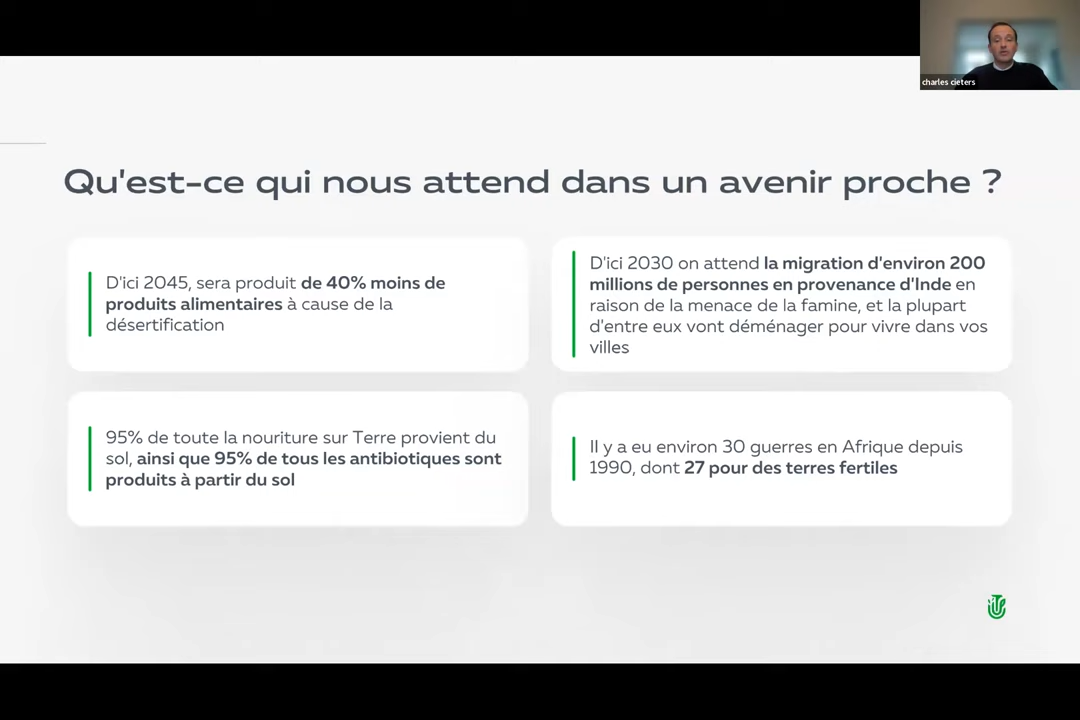 charles cieters
Qu'est-ce qui nous attend dans un avenir proche ?
D'ici 2045, sera produit de 40% moins de
produits alimentaires à cause de la
désertification
D'ici 2030 on attend la migration d'environ 200
millions de personnes en provenance d'Inde en
raison de la menace de la famine, et la plupart
d'entre eux vont déménager pour vivre dans vos
villes
95% de toute la nouriture sur Terre provient du
sol, ainsi que 95% de tous les antibiotiques sont
produits à partir du sol
Il y a eu environ 30 guerres en Afrique depuis
1990, dont 27 pour des terres fertiles